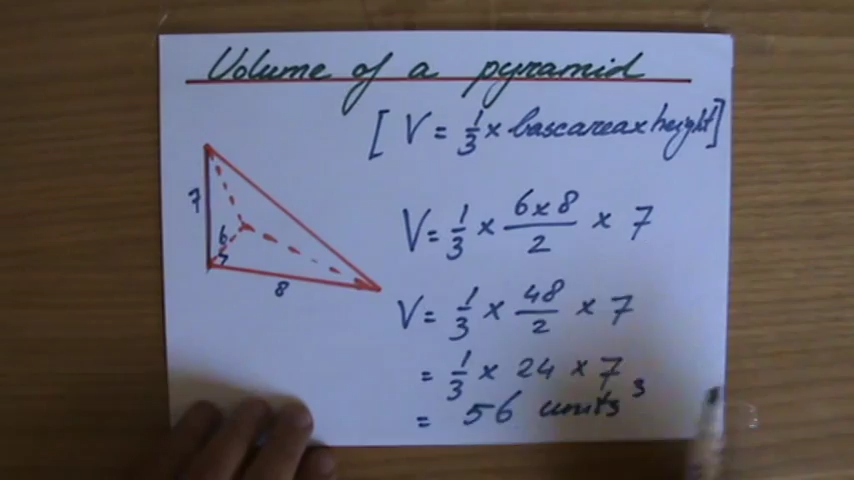 Volume of a pyramid
[ V = 1/3 x basearea x height ]
7
6
8
V = 1/3 x (6x8)/2 x 7
V = 1/3 x 48/2 x 7
= 1/3 x 24 x 7
= 56 units³